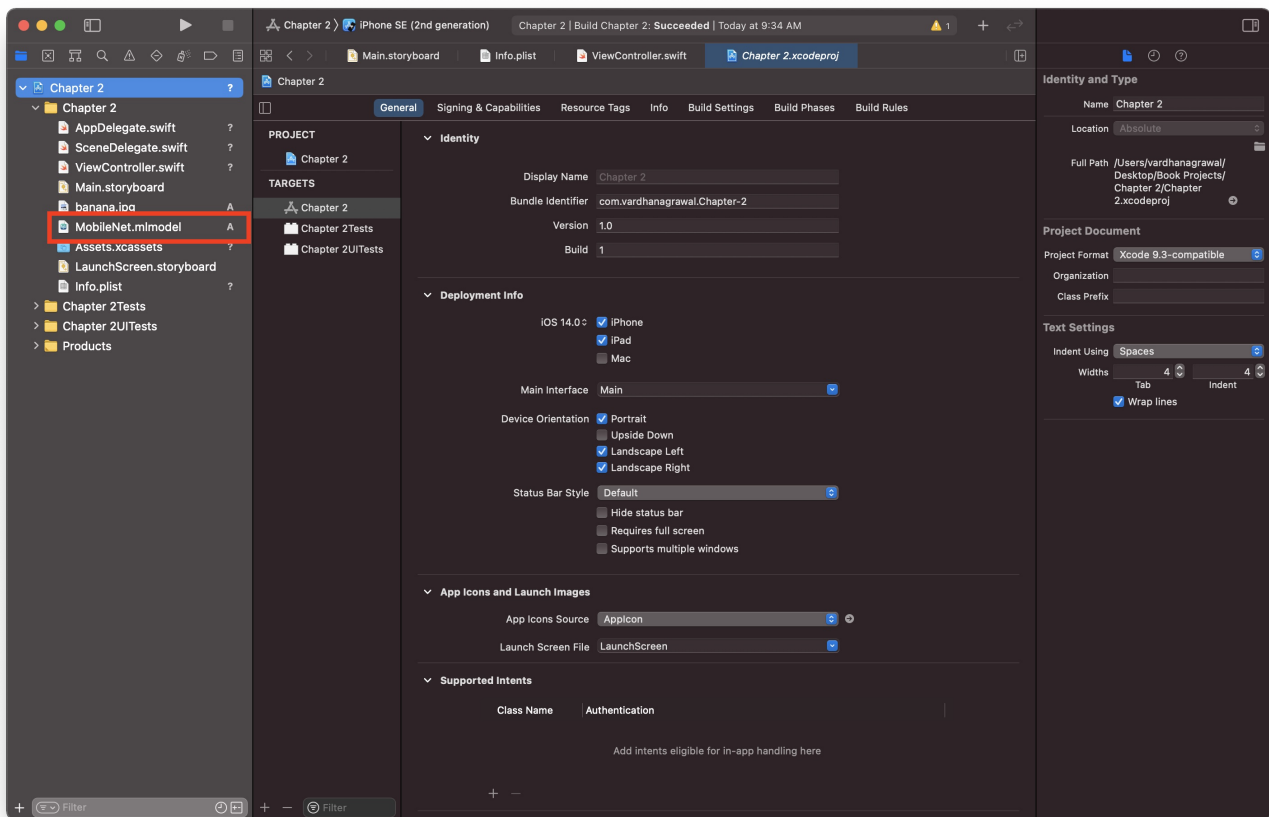 Chapter 2 〉 iPhone SE (2nd generation)
Chapter 2 | Build Chapter 2: Succeeded | Today at 9:34 AM
1
Main.storyboard
Info.plist
ViewController.swift
Chapter 2.xcodeproj
Chapter 2 ?
Chapter 2
AppDelegate.swift ?
SceneDelegate.swift ?
ViewController.swift ?
Main.storyboard
banana.jpg A
MobileNet.mlmodel A
Assets.xcassets ?
LaunchScreen.storyboard
Info.plist ?
Chapter 2Tests
Chapter 2UITests
Products
Filter
Chapter 2
General Signing & Capabilities Resource Tags Info Build Settings Build Phases Build Rules
PROJECT
Chapter 2
TARGETS
Chapter 2
Chapter 2Tests
Chapter 2UITests
Filter
Identity
Display Name Chapter 2
Bundle Identifier com.vardhanagrawal.Chapter-2
Version 1.0
Build 1
Deployment Info
iOS 14.0 iPhone
iPad
Mac
Main Interface Main
Device Orientation Portrait
Upside Down
Landscape Left
Landscape Right
Status Bar Style Default
Hide status bar
Requires full screen
Supports multiple windows
App Icons and Launch Images
App Icons Source AppIcon
Launch Screen File LaunchScreen
Supported Intents
Class Name Authentication
Add intents eligible for in-app handling here
Identity and Type
Name Chapter 2
Location Absolute
Full Path /Users/vardhanagrawal/
Desktop/Book Projects/
Chapter 2/Chapter
2.xcodeproj
Project Document
Project Format Xcode 9.3-compatible
Organization
Class Prefix
Text Settings
Indent Using Spaces
Widths 4 4
Tab Indent
Wrap lines